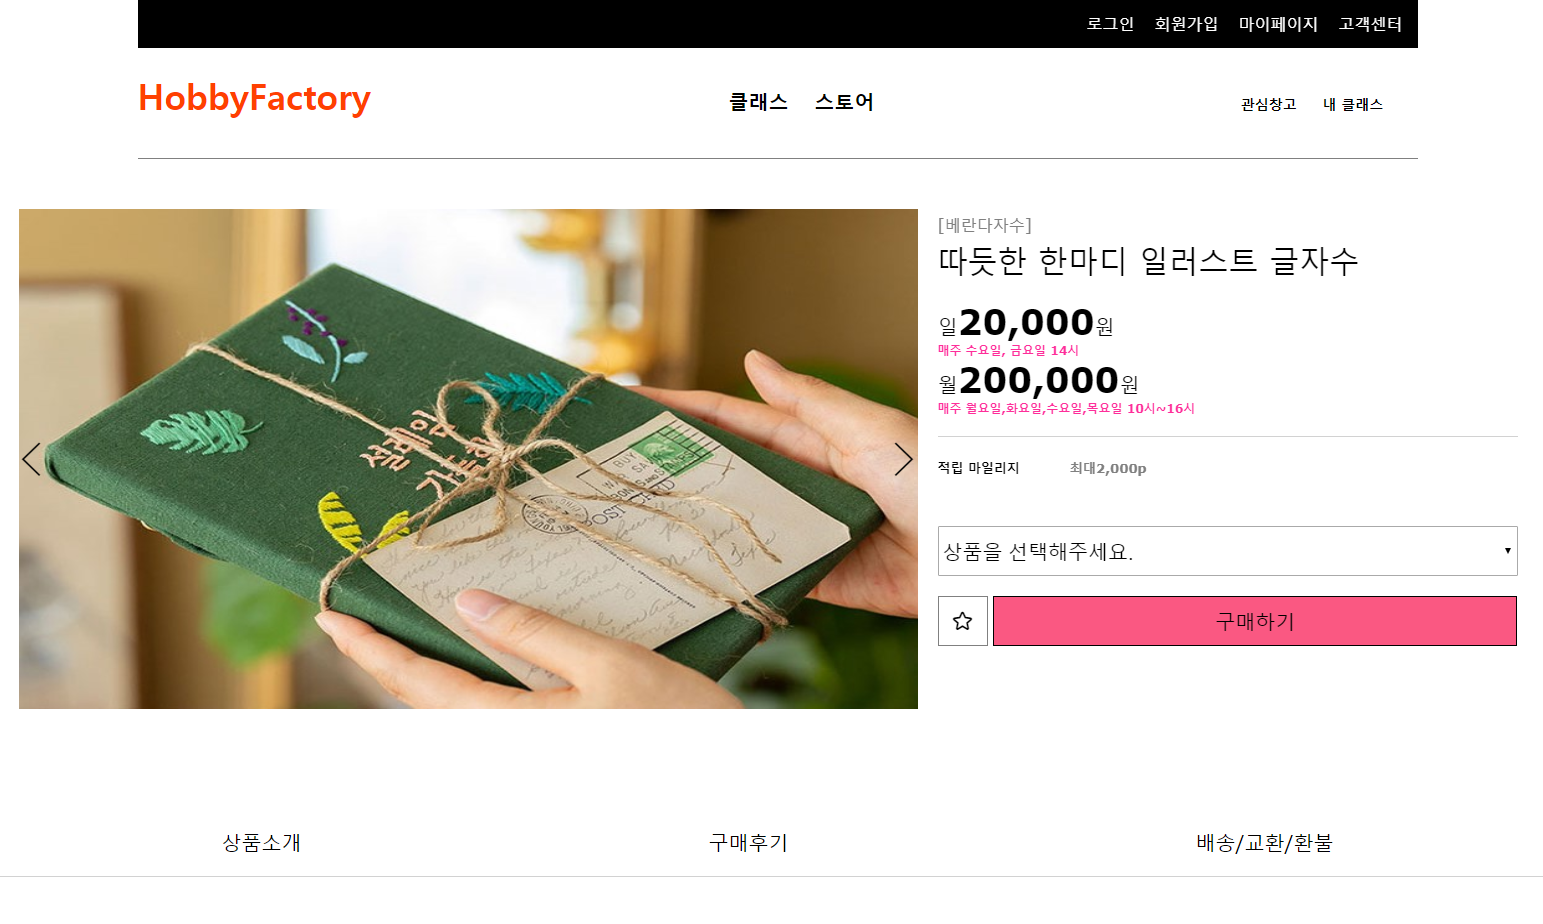 로그인 회원가입 마이페이지 고객센터
HobbyFactory
클래스 스토어
관심창고 내 클래스
[베란다자수]
따듯한 한마디 일러스트 글자수
일20,000원
매주 수요일, 금요일 14시
월200,000원
매주 월요일,화요일,수요일,목요일 10시~16시
적립 마일리지 최대2,000p
상품을 선택해주세요.
구매하기
설레임
BUY
POSTCARD
상품소개 구매후기 배송/교환/환불